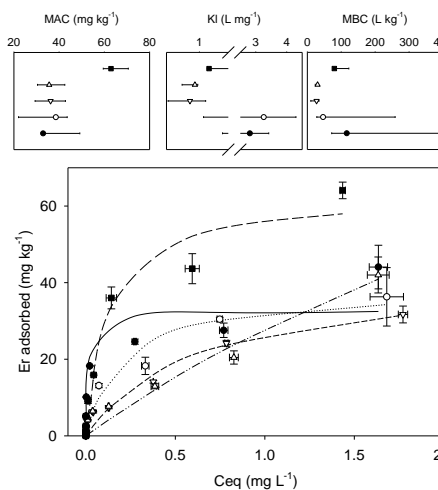 MAC (mg kg⁻¹) Kl (L mg⁻¹) MBC (L kg⁻¹)
20 40 60 80 1 3 4 0 100 200 300 400
60
40
20
0
Er adsorbed (mg kg⁻¹)
0.0 0.5 1.0 1.5 2
Ceq (mg L⁻¹)